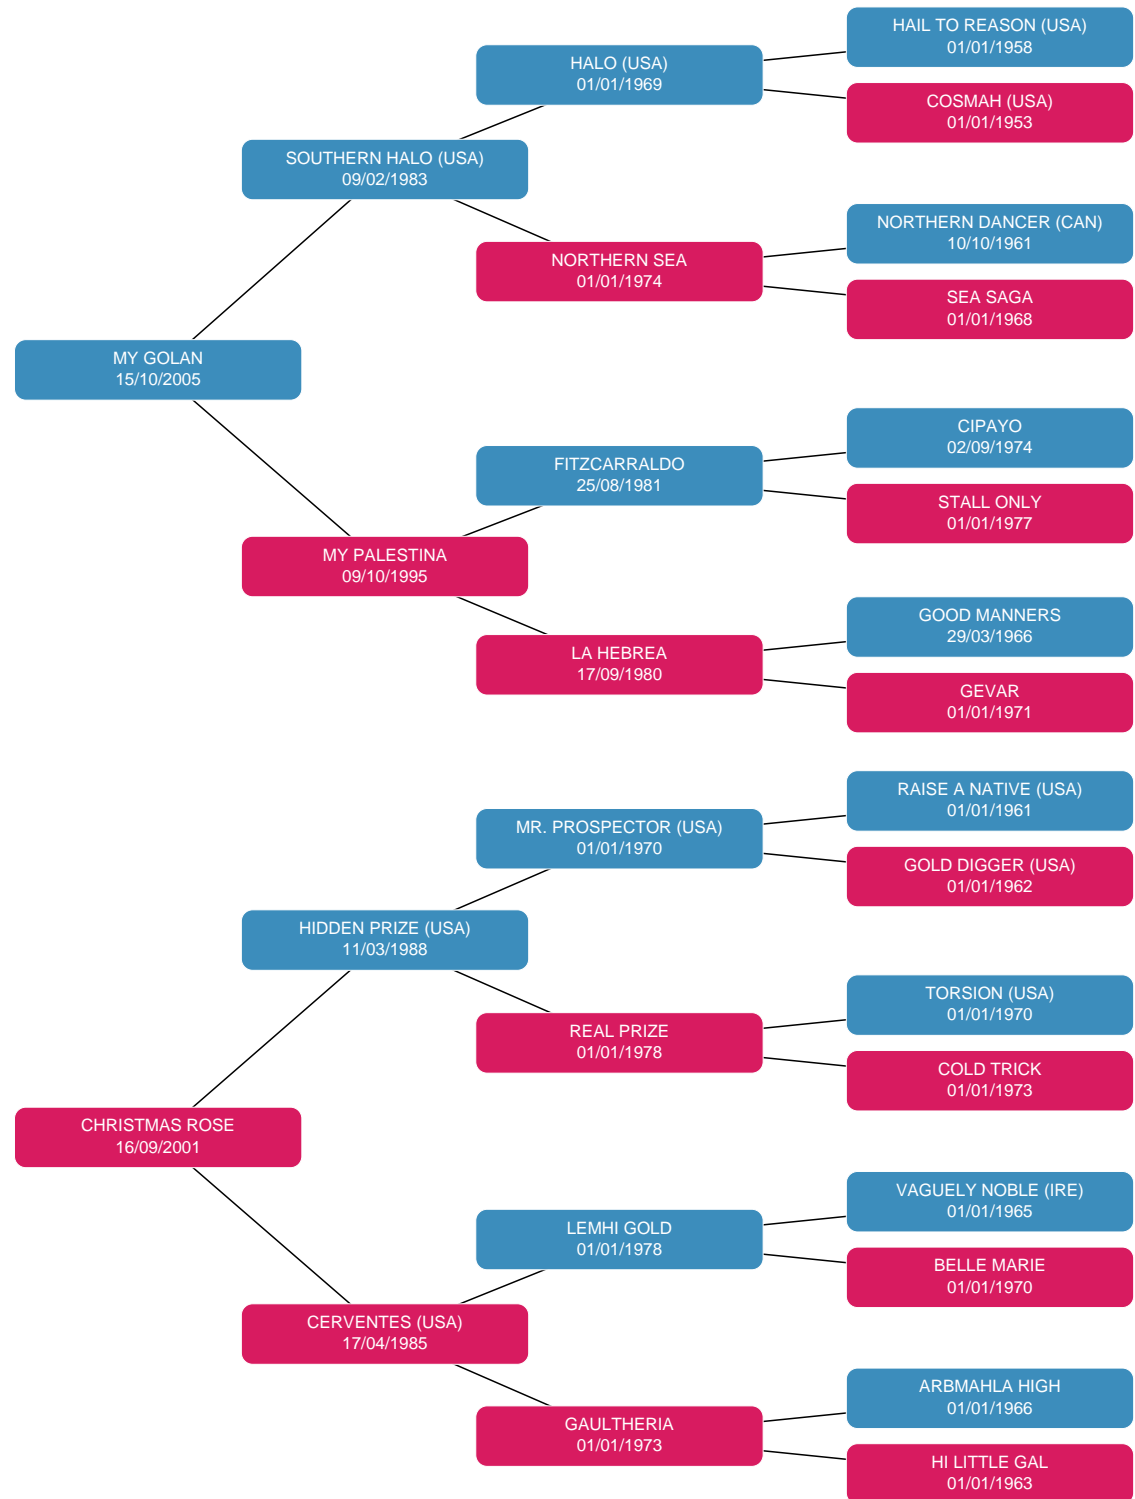 HAIL TO REASON (USA)
01/01/1958
HALO (USA)
01/01/1969
COSMAH (USA)
01/01/1953
SOUTHERN HALO (USA)
09/02/1983
NORTHERN DANCER (CAN)
10/10/1961
NORTHERN SEA
01/01/1974
SEA SAGA
01/01/1968
MY GOLAN
15/10/2005
CIPAYO
02/09/1974
FITZCARRALDO
25/08/1981
STALL ONLY
01/01/1977
MY PALESTINA
09/10/1995
GOOD MANNERS
29/03/1966
LA HEBREA
17/09/1980
GEVAR
01/01/1971
RAISE A NATIVE (USA)
01/01/1961
MR. PROSPECTOR (USA)
01/01/1970
GOLD DIGGER (USA)
01/01/1962
HIDDEN PRIZE (USA)
11/03/1988
TORSION (USA)
01/01/1970
REAL PRIZE
01/01/1978
COLD TRICK
01/01/1973
CHRISTMAS ROSE
16/09/2001
VAGUELY NOBLE (IRE)
01/01/1965
LEMHI GOLD
01/01/1978
BELLE MARIE
01/01/1970
CERVENTES (USA)
17/04/1985
ARBMAHLA HIGH
01/01/1966
GAULTHERIA
01/01/1973
HI LITTLE GAL
01/01/1963